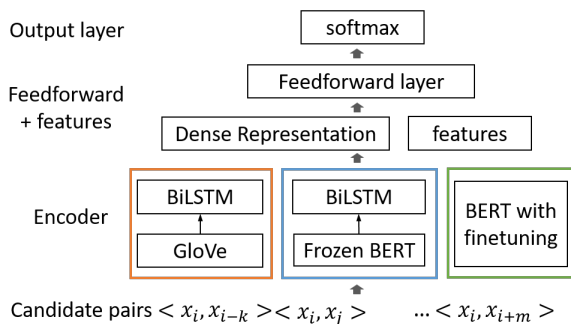 Output layer
softmax
Feedforward layer
Feedforward
+ features
Dense Representation
features
Encoder
BiLSTM
GloVe
BiLSTM
Frozen BERT
BERT with
finetuning
Candidate pairs < x_i, x_{i-k} > < x_i, x_j > ... < x_i, x_{i+m} >